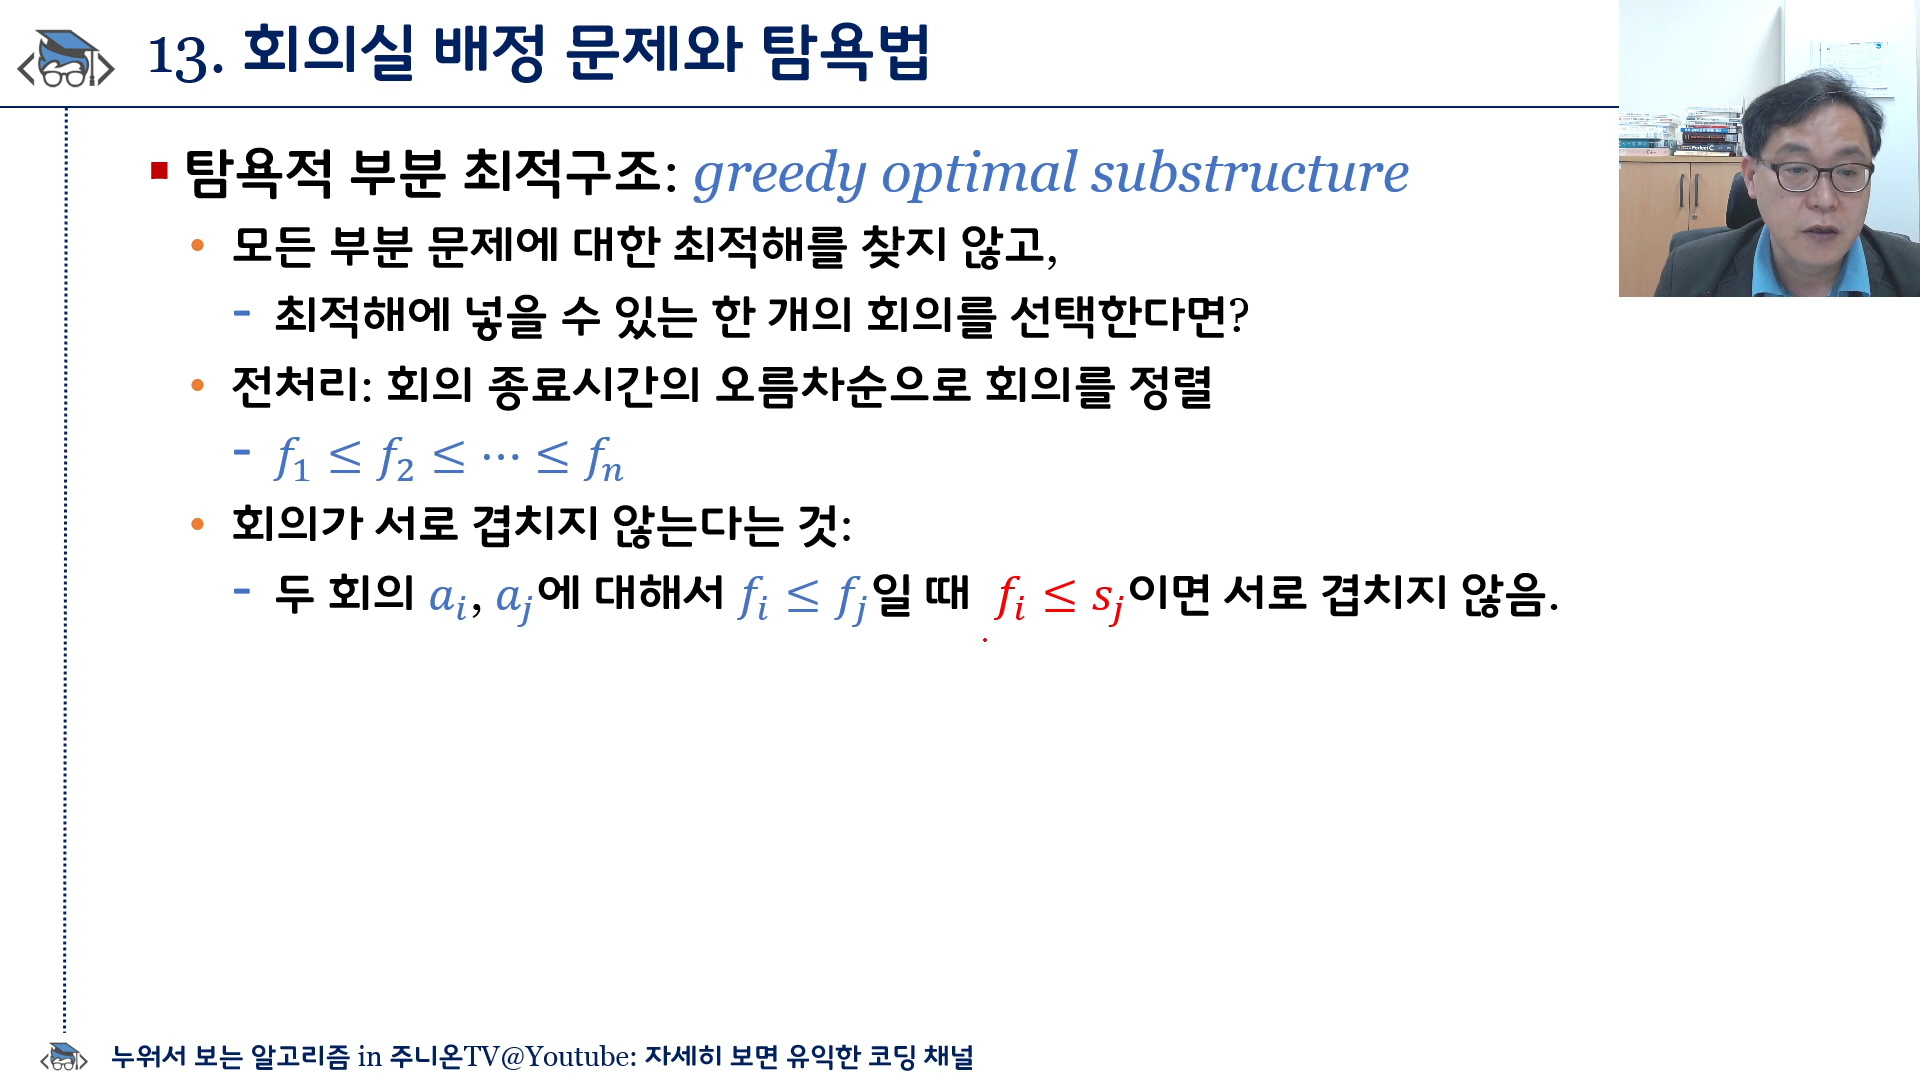 13. 회의실 배정 문제와 탐욕법
탐욕적 부분 최적구조: greedy optimal substructure
모든 부분 문제에 대한 최적해를 찾지 않고,
- 최적해에 넣을 수 있는 한 개의 회의를 선택한다면?
전처리: 회의 종료시간의 오름차순으로 회의를 정렬
- f₁ ≤ f₂ ≤ ⋯ ≤ fₙ
회의가 서로 겹치지 않는다는 것:
- 두 회의 aᵢ, aⱼ에 대해서 fᵢ ≤ fⱼ일 때 fᵢ ≤ sⱼ이면 서로 겹치지 않음.
누워서 보는 알고리즘 in 주니온TV@Youtube: 자세히 보면 유익한 코딩 채널